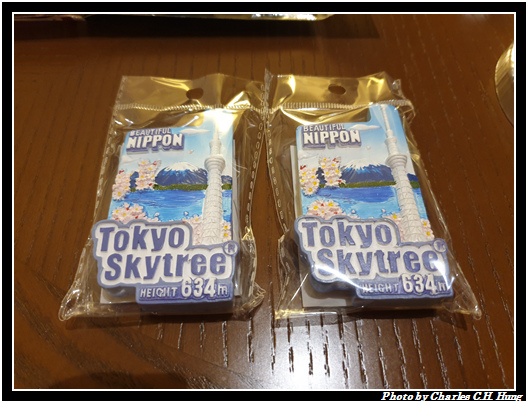 BEAUTIFUL
NIPPON
Tokyo
Skytree®
HEIGHT 634m
BEAUTIFUL
NIPPON
Tokyo
Skytree®
HEIGHT 634m
Photo by Charles C.H. Hung